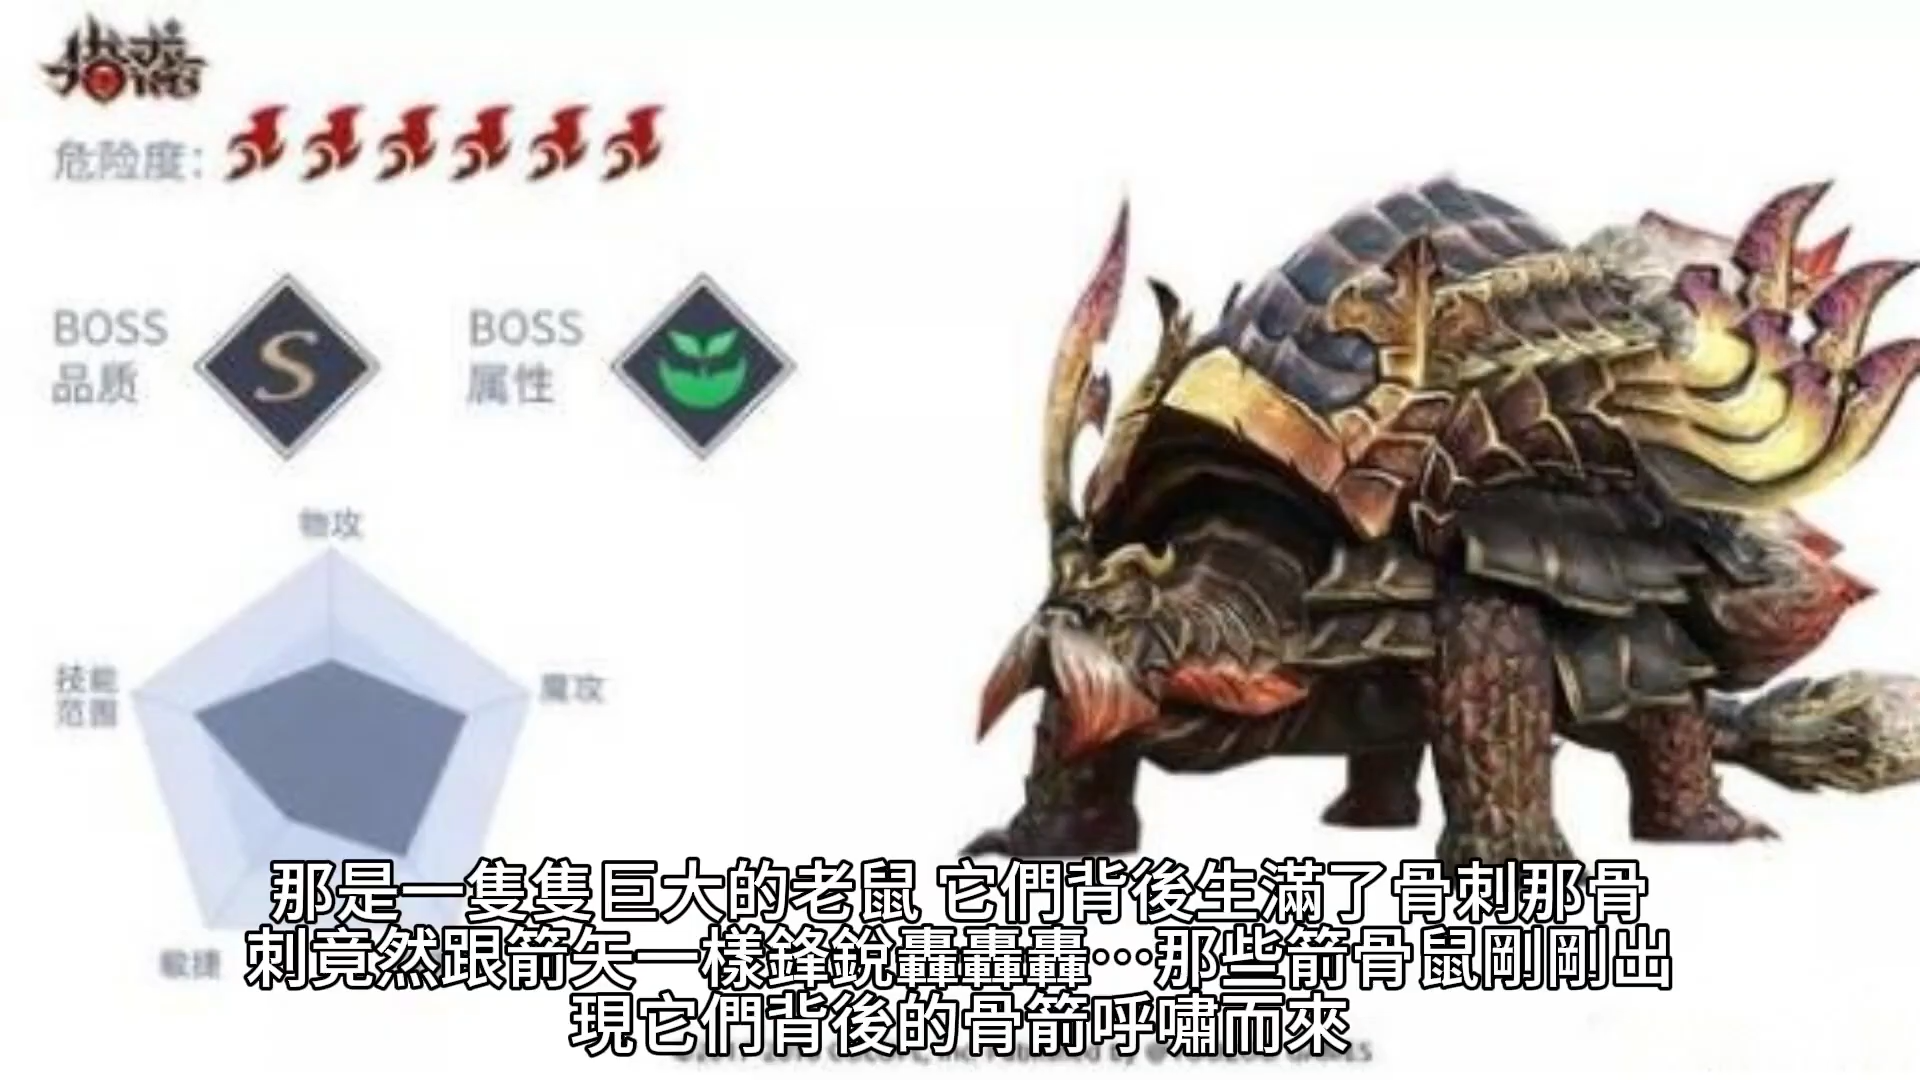 危险度：
BOSS
品质
S
BOSS
属性
物攻
技能
范围
魔攻
敏捷
那是一隻隻巨大的老鼠 它們背後生滿了骨刺那骨
刺竟然跟箭矢一樣鋒銳轟轟轟…那些箭骨鼠剛剛出
現它們背後的骨箭呼嘯而來